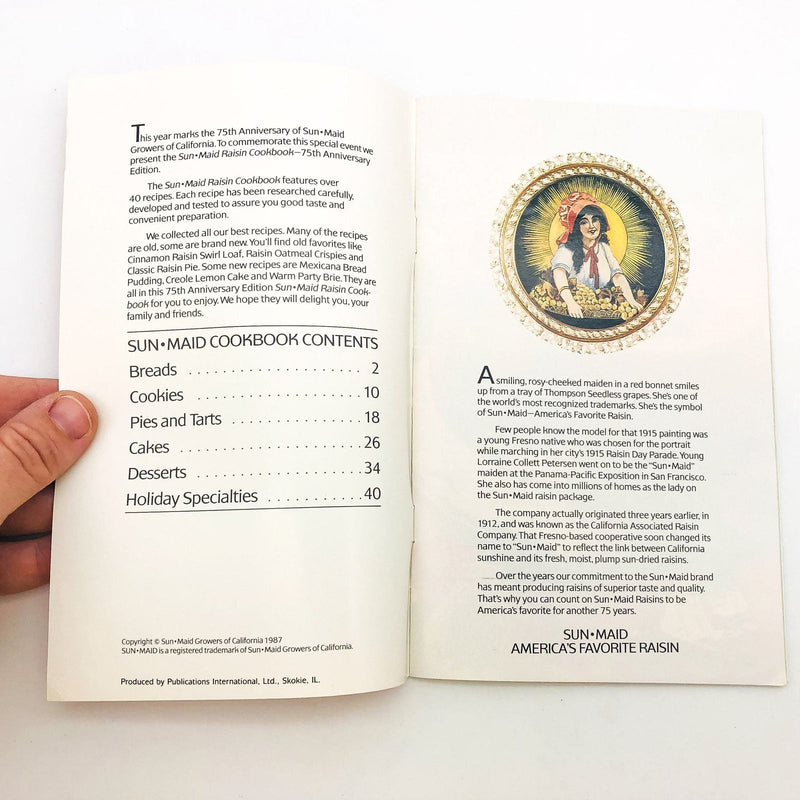 This year marks the 75th Anniversary of Sun•Maid
Growers of California. To commemorate this special event we
present the Sun•Maid Raisin Cookbook—75th Anniversary
Edition.
The Sun•Maid Raisin Cookbook features over
40 recipes. Each recipe has been researched carefully,
developed and tested to assure you good taste and
convenient preparation.
We collected all our best recipes. Many of the recipes
are old, some are brand new. You'll find old favorites like
Cinnamon Raisin Swirl Loaf, Raisin Oatmeal Crispies and
Classic Raisin Pie. Some new recipes are Mexicana Bread
Pudding, Creole Lemon Cake and Warm Party Brie. They are
all in this 75th Anniversary Edition Sun•Maid Raisin Cook-
book for you to enjoy. We hope they will delight you, your
family and friends.
SUN•MAID COOKBOOK CONTENTS
Breads . . . . . . . . . . . . . . . . . . . . 2
Cookies . . . . . . . . . . . . . . . . . . 10
Pies and Tarts . . . . . . . . . . . . . . 18
Cakes . . . . . . . . . . . . . . . . . . . . 26
Desserts . . . . . . . . . . . . . . . . . . 34
Holiday Specialties . . . . . . . . . . . 40
Copyright © Sun•Maid Growers of California 1987
SUN•MAID is a registered trademark of Sun•Maid Growers of California.
Produced by Publications International, Ltd., Skokie, IL.
A smiling, rosy-cheeked maiden in a red bonnet smiles
up from a tray of Thompson Seedless grapes. She's one of
the world's most recognized trademarks. She's the symbol
of Sun•Maid—America's Favorite Raisin.
Few people know the model for that 1915 painting was
a young Fresno native who was chosen for the portrait
while marching in her city's 1915 Raisin Day Parade. Young
Lorraine Collett Petersen went on to be the "Sun•Maid"
maiden at the Panama-Pacific Exposition in San Francisco.
She also has come into millions of homes as the lady on
the Sun•Maid raisin package.
The company actually originated three years earlier, in
1912, and was known as the California Associated Raisin
Company. That Fresno-based cooperative soon changed its
name to "Sun•Maid" to reflect the link between California
sunshine and its fresh, moist, plump sun-dried raisins.
Over the years our commitment to the Sun•Maid brand
has meant producing raisins of superior taste and quality.
That's why you can count on Sun•Maid Raisins to be
America's favorite for another 75 years.
SUN•MAID
AMERICA'S FAVORITE RAISIN